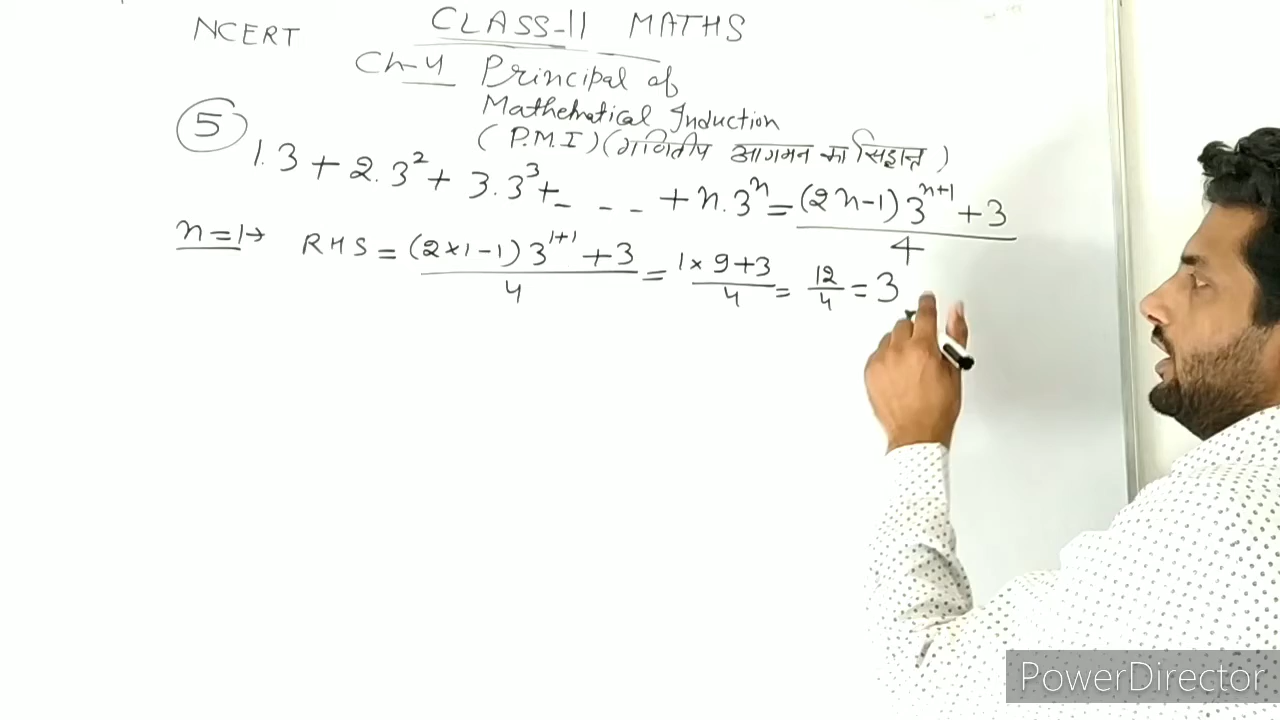 NCERT CLASS-11 MATHS
Ch-4 Principal of
Mathematical Induction
(P.M.I) (गणितीय आगमन का सिद्धान्त)
5 1.3 + 2.3² + 3.3³ + - - - + n.3ⁿ = (2n-1)3ⁿ⁺¹ + 3 / 4
n=1→ RHS = (2×1-1)3¹⁺¹ + 3 / 4 = 1×9+3 / 4 = 12/4 = 3
PowerDirector